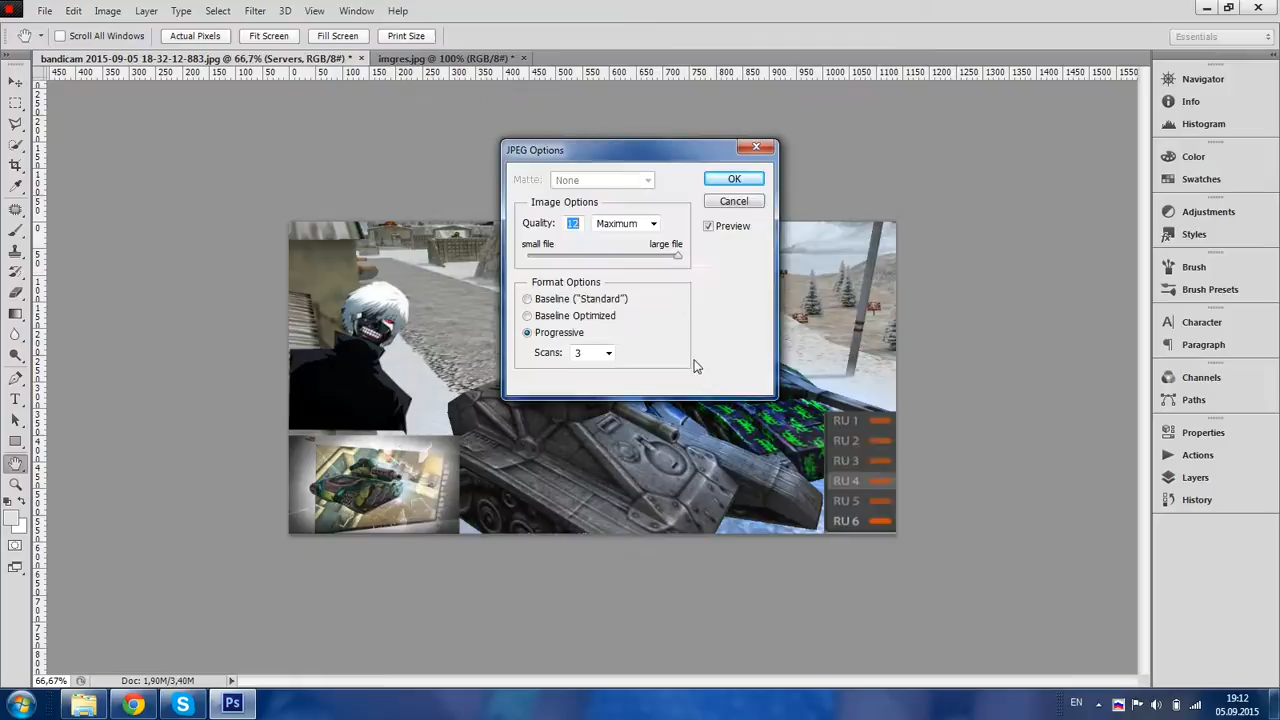 File Edit Image Layer Type Select Filter 3D View Window Help
Scroll All Windows Actual Pixels Fit Screen Fill Screen Print Size Essentials
bandicam 2015-09-05 18-32-12-883.jpg @ 66,7% (Servers, RGB/8#) * × imgres.jpg @ 100% (RGB/8#) * ×
450 400 350 300 250 200 150 100 50 0 50 100 150 200 250 300 350 400 450 500 550 600 650 700 750 800 850 900 950 1000 1050 1100 1150 1200 1250 1300 1350 1400 1450 1500 1550
JPEG Options
Matte: None
OK
Image Options
Cancel
Quality: 12 Maximum
Preview
small file large file
Format Options
Baseline ("Standard")
Baseline Optimized
Progressive
Scans: 3
RU 1
RU 2
RU 3
RU 4
RU 5
RU 6
Navigator
Info
Histogram
Color
Swatches
Adjustments
Styles
Brush
Brush Presets
Character
Paragraph
Channels
Paths
Properties
Actions
Layers
History
66,67% Doc: 1,90M/3,40M
Ps EN 19:12
05.09.2015